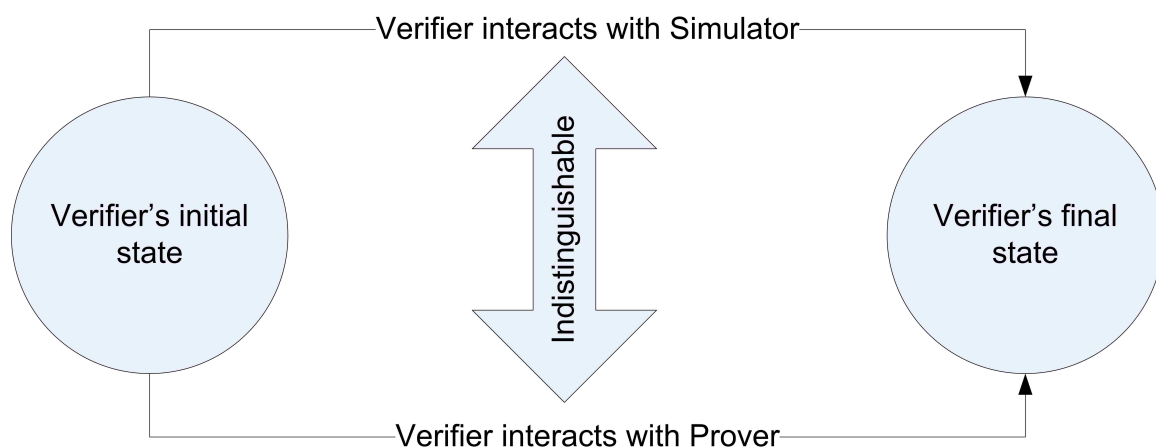 Verifier interacts with Simulator
Verifier’s initial
state
Indistinguishable
Verifier’s final
state
Verifier interacts with Prover